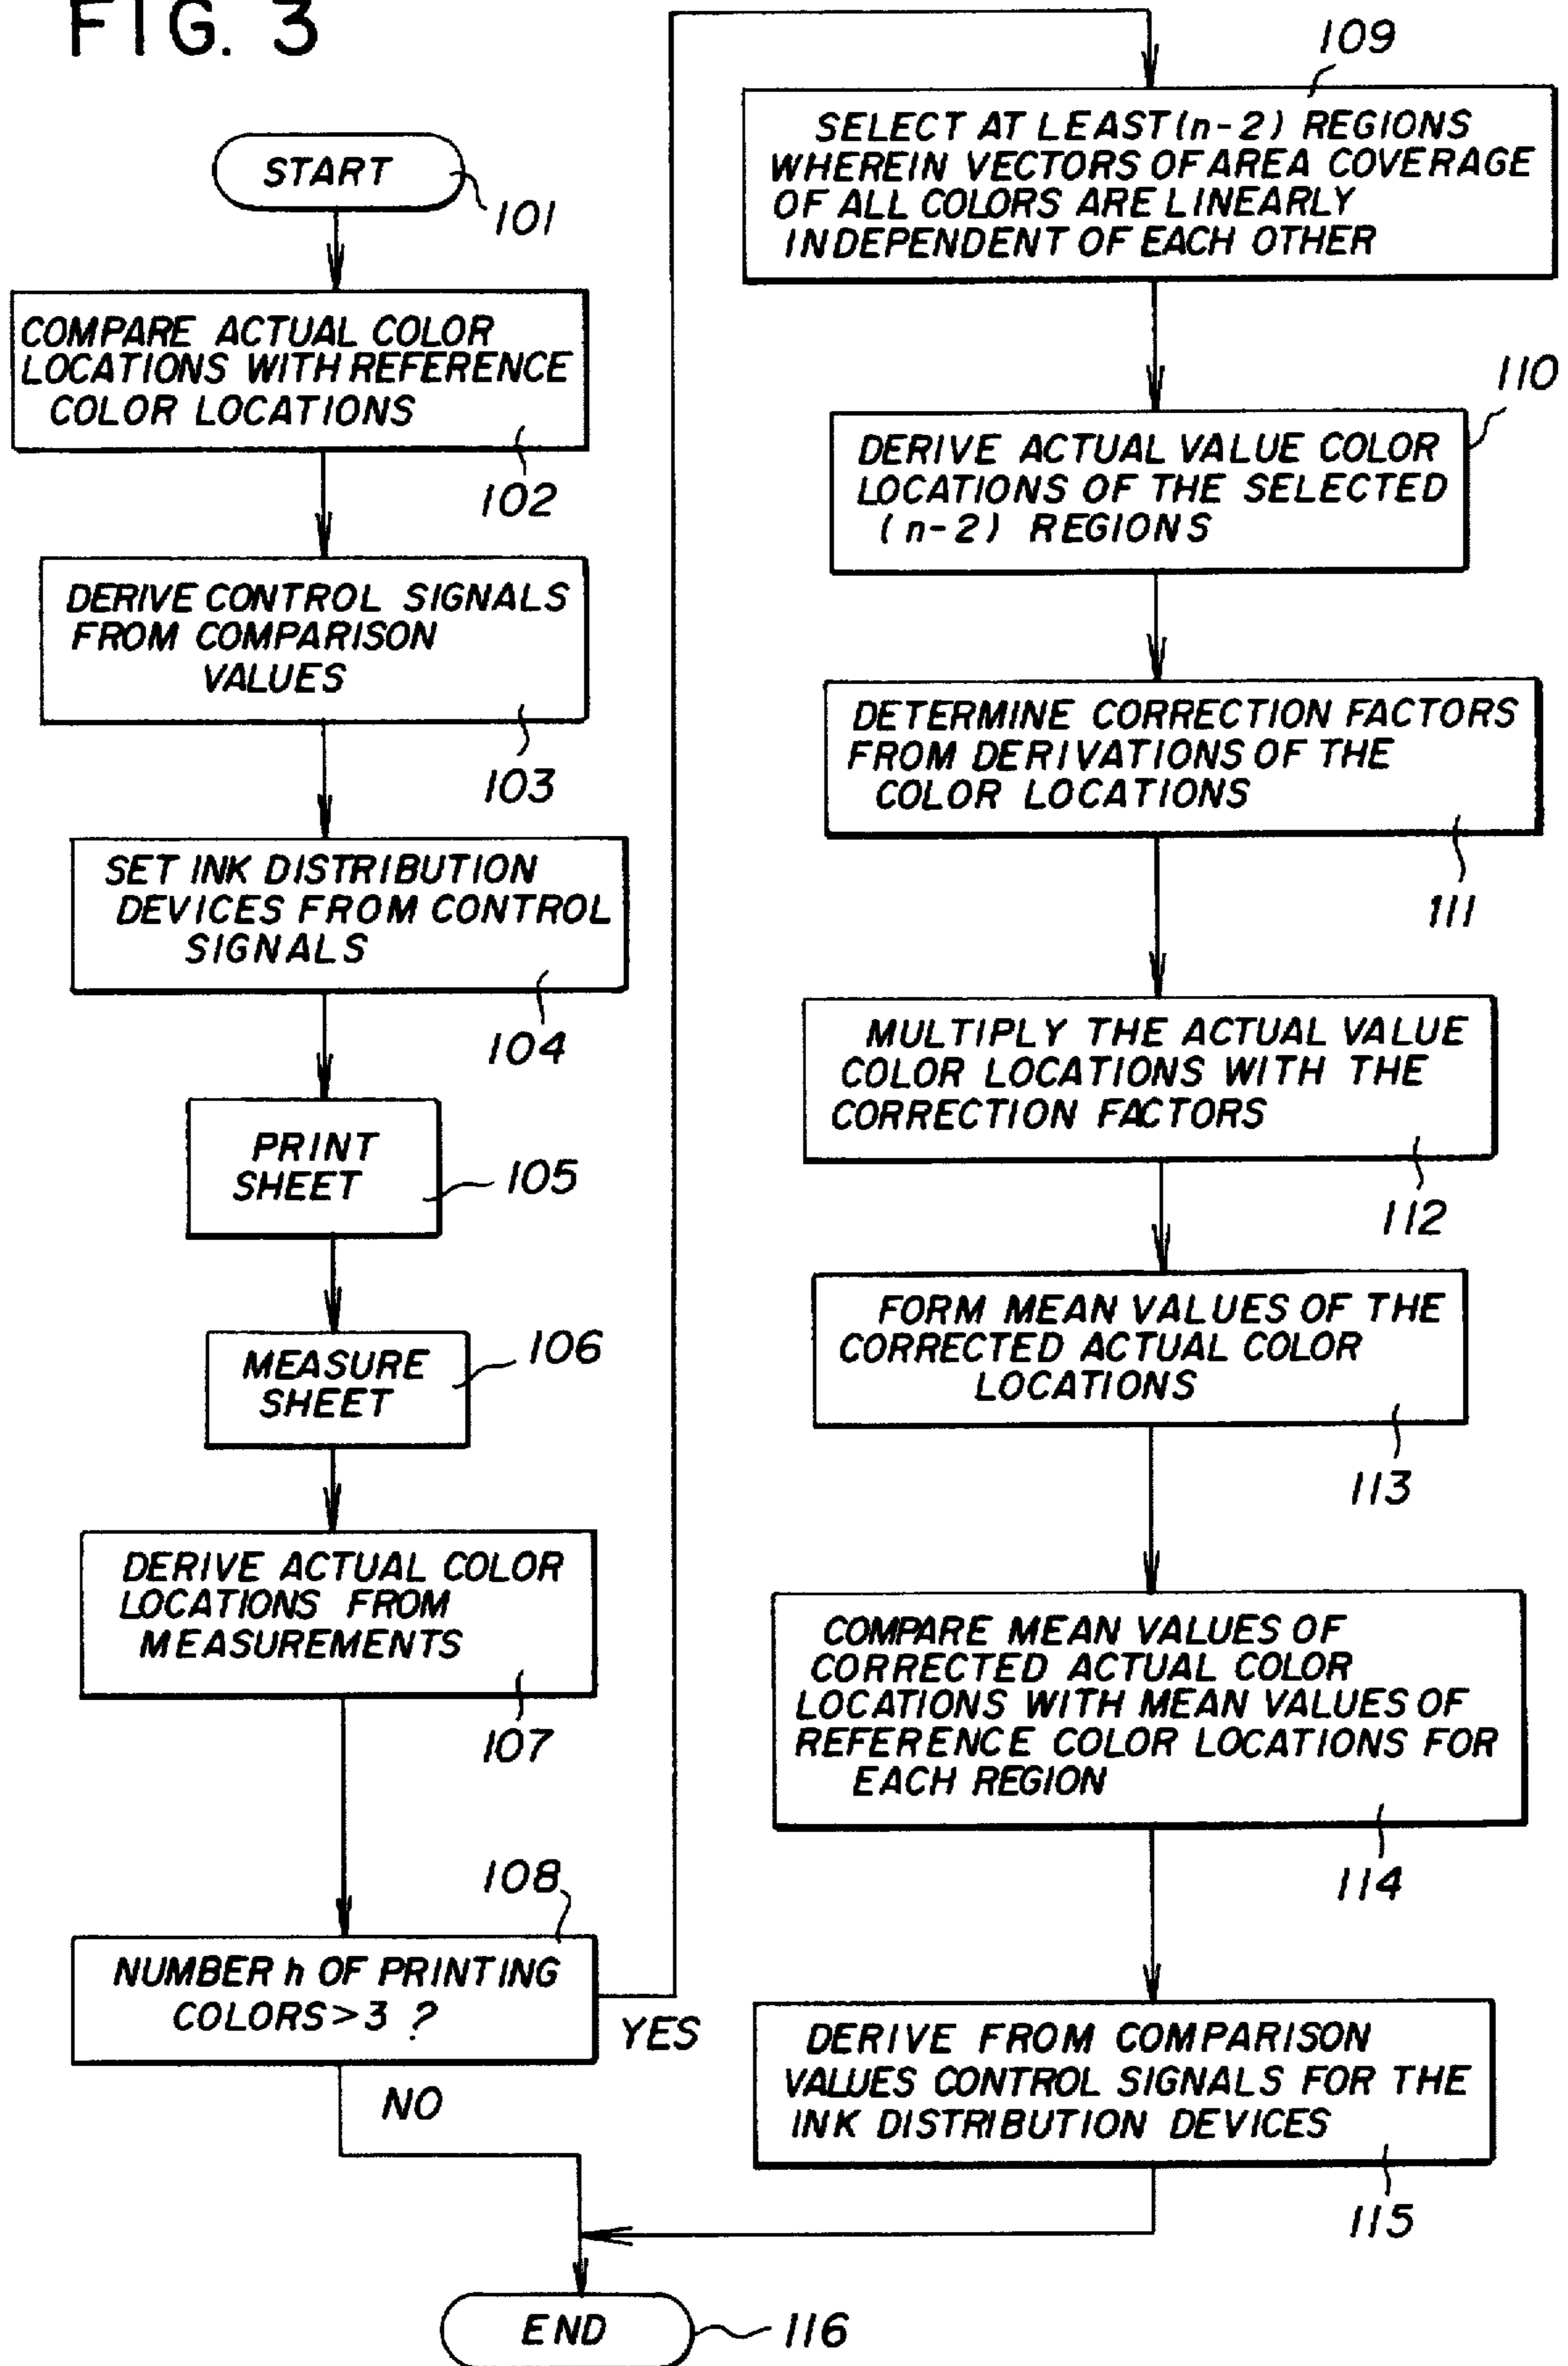 FIG. 3
START
101
COMPARE ACTUAL COLOR
LOCATIONS WITH REFERENCE
COLOR LOCATIONS
102
DERIVE CONTROL SIGNALS
FROM COMPARISON
VALUES
103
SET INK DISTRIBUTION
DEVICES FROM CONTROL
SIGNALS
104
PRINT
SHEET
105
MEASURE
SHEET
106
DERIVE ACTUAL COLOR
LOCATIONS FROM
MEASUREMENTS
107
108
NUMBER h OF PRINTING
COLORS>3 ?
YES
NO
109
SELECT AT LEAST (n-2) REGIONS
WHEREIN VECTORS OF AREA COVERAGE
OF ALL COLORS ARE LINEARLY
INDEPENDENT OF EACH OTHER
110
DERIVE ACTUAL VALUE COLOR
LOCATIONS OF THE SELECTED
(n-2) REGIONS
DETERMINE CORRECTION FACTORS
FROM DERIVATIONS OF THE
COLOR LOCATIONS
111
MULTIPLY THE ACTUAL VALUE
COLOR LOCATIONS WITH THE
CORRECTION FACTORS
112
FORM MEAN VALUES OF THE
CORRECTED ACTUAL COLOR
LOCATIONS
113
COMPARE MEAN VALUES OF
CORRECTED ACTUAL COLOR
LOCATIONS WITH MEAN VALUES OF
REFERENCE COLOR LOCATIONS FOR
EACH REGION
114
DERIVE FROM COMPARISON
VALUES CONTROL SIGNALS FOR THE
INK DISTRIBUTION DEVICES
115
END
116